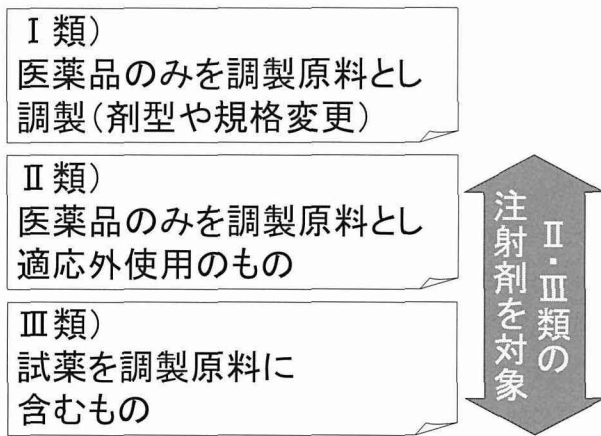 Ⅰ類)
医薬品のみを調製原料とし
調製(剤型や規格変更)
Ⅱ類)
医薬品のみを調製原料とし
適応外使用のもの
Ⅲ類)
試薬を調製原料に
含むもの
Ⅱ・Ⅲ類の
注射剤を対象